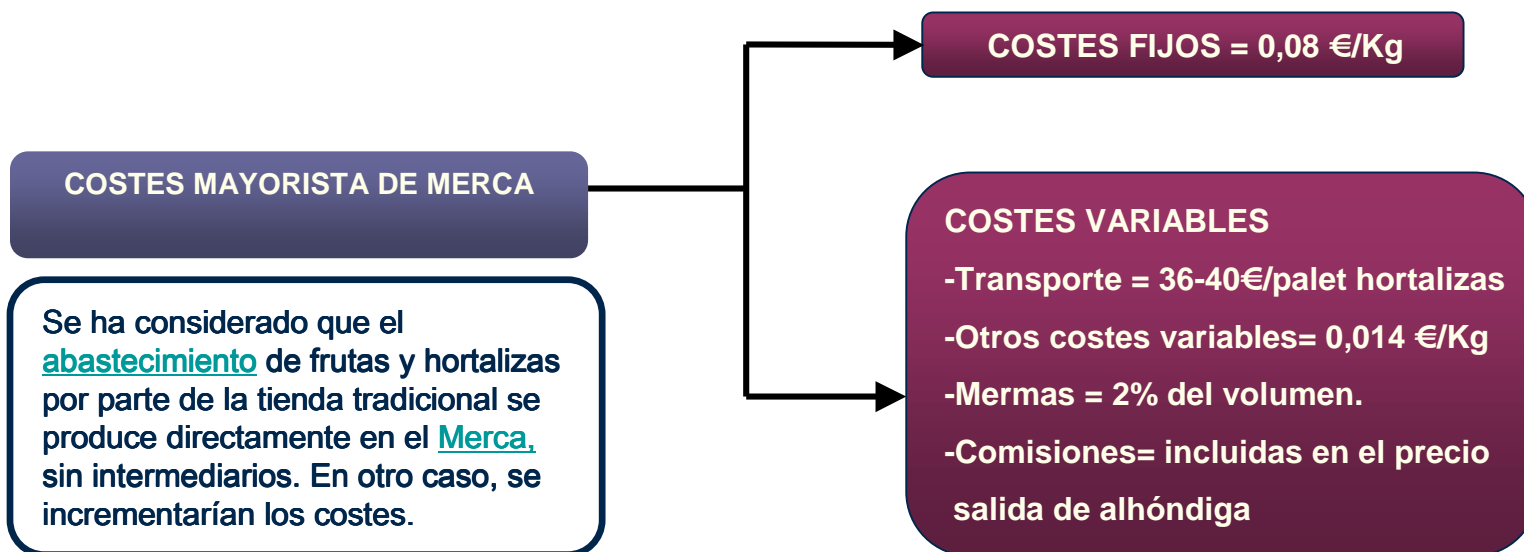 COSTES FIJOS = 0,08 €/Kg
COSTES MAYORISTA DE MERCA
Se ha considerado que el
abastecimiento de frutas y hortalizas
por parte de la tienda tradicional se
produce directamente en el Merca,
sin intermediarios. En otro caso, se
incrementarían los costes.
COSTES VARIABLES
-Transporte = 36-40€/palet hortalizas
-Otros costes variables= 0,014 €/Kg
-Mermas = 2% del volumen.
-Comisiones= incluidas en el precio
salida de alhóndiga